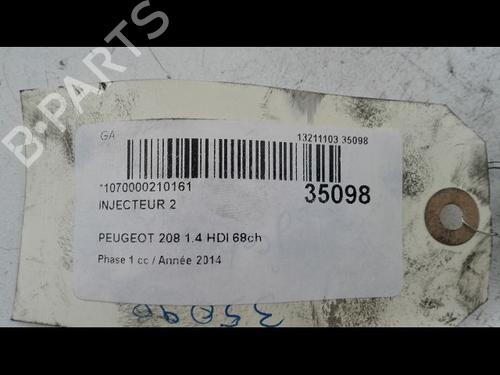 B-PARTS
GA
13211103 35098
*1070000210161
35098
INJECTEUR 2
PEUGEOT 208 1.4 HDI 68ch
Phase 1 cc / Année 2014